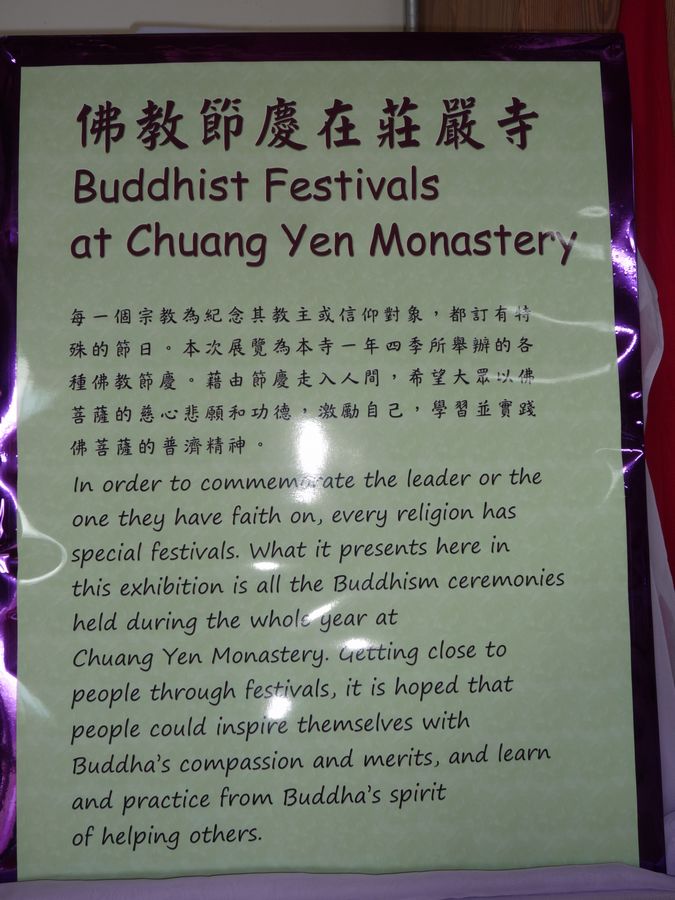 佛教節慶在莊嚴寺
Buddhist Festivals
at Chuang Yen Monastery
每一個宗教為紀念其教主或信仰對象，都訂有特
殊的節日。本次展覽為本寺一年四季所舉辦的各
種佛教節慶。藉由節慶走入人間，希望大眾以佛
菩薩的慈心悲願和功德，激勵自己，學習並實踐
佛菩薩的普濟精神。
In order to commemorate the leader or the
one they have faith on, every religion has
special festivals. What it presents here in
this exhibition is all the Buddhism ceremonies
held during the whole year at
Chuang Yen Monastery. Getting close to
people through festivals, it is hoped that
people could inspire themselves with
Buddha's compassion and merits, and learn
and practice from Buddha's spirit
of helping others.